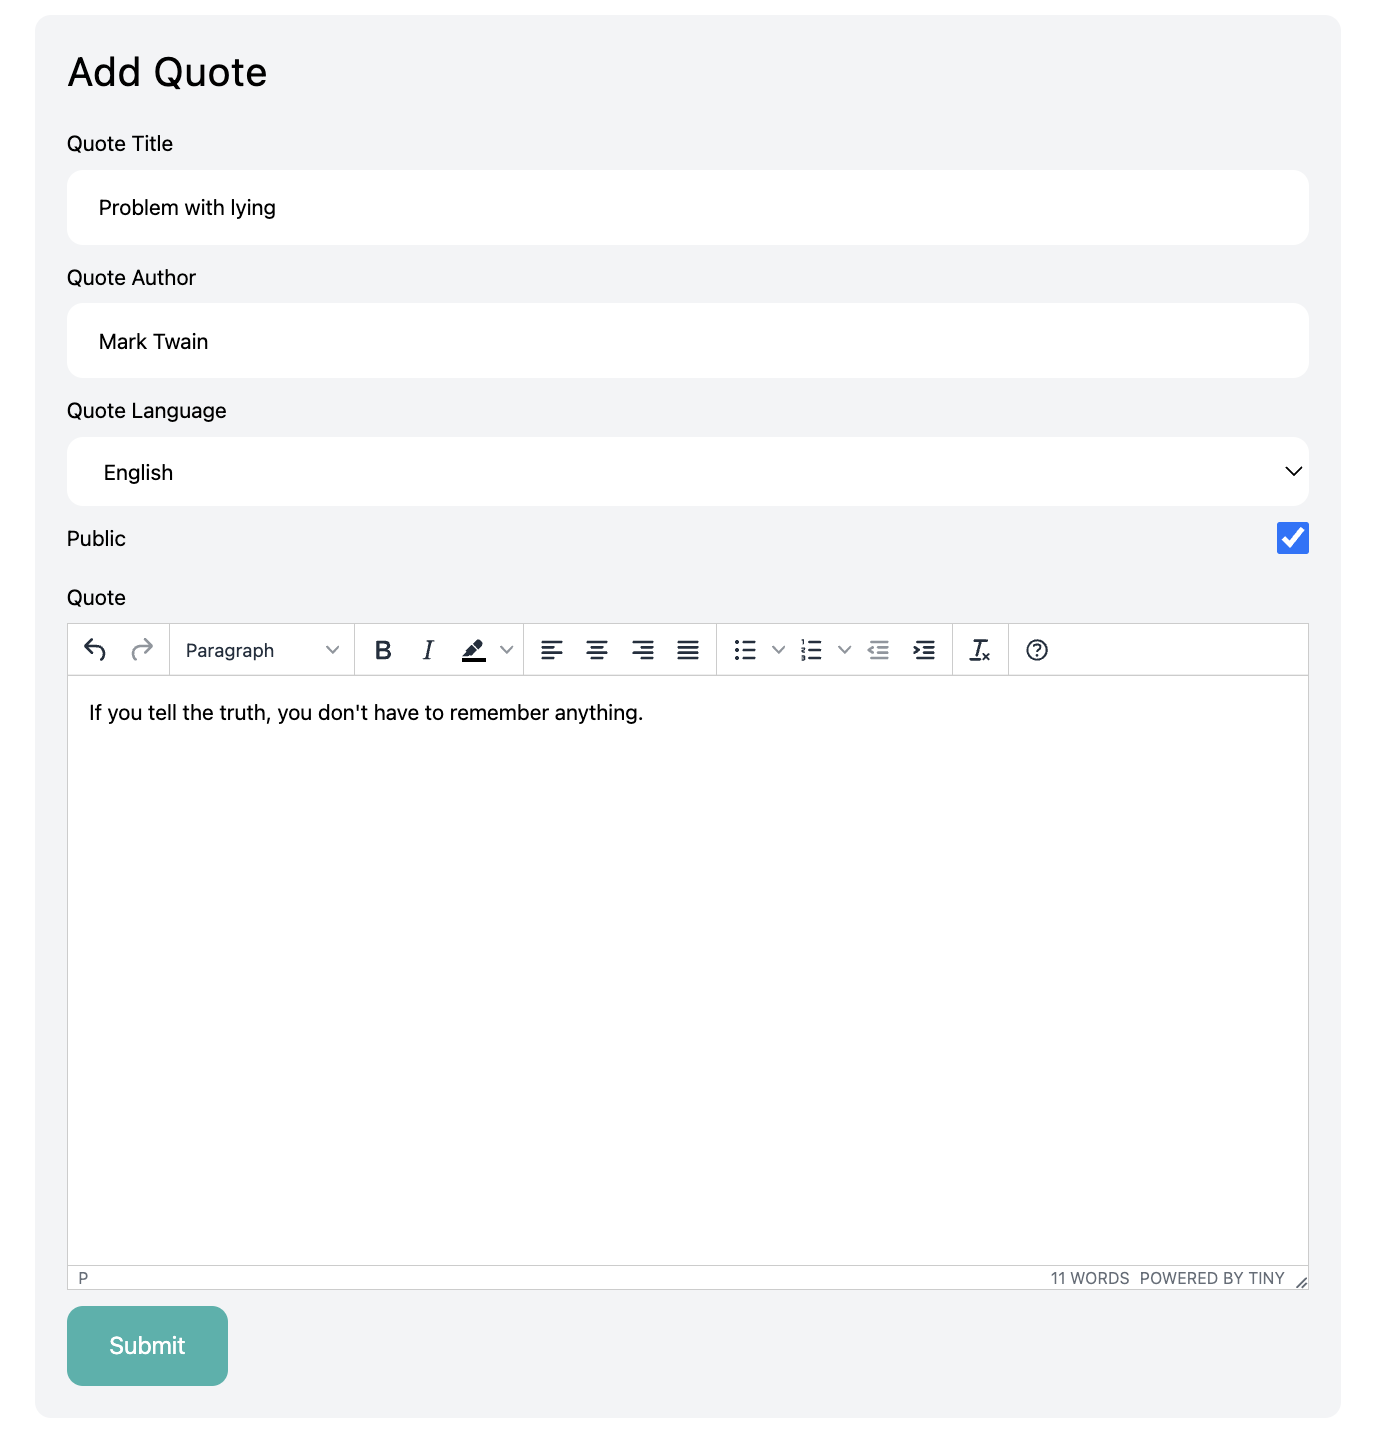 Add Quote
Quote Title
Problem with lying
Quote Author
Mark Twain
Quote Language
English
Public
Quote
Paragraph
If you tell the truth, you don't have to remember anything.
P
11 WORDS POWERED BY TINY
Submit